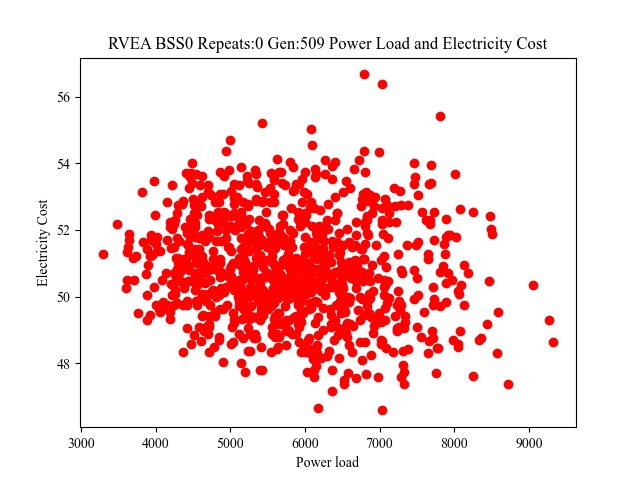 RVEA BSS0 Repeats:0 Gen:509 Power Load and Electricity Cost
56
54
52
50
48
Electricity Cost
3000 4000 5000 6000 7000 8000 9000
Power load